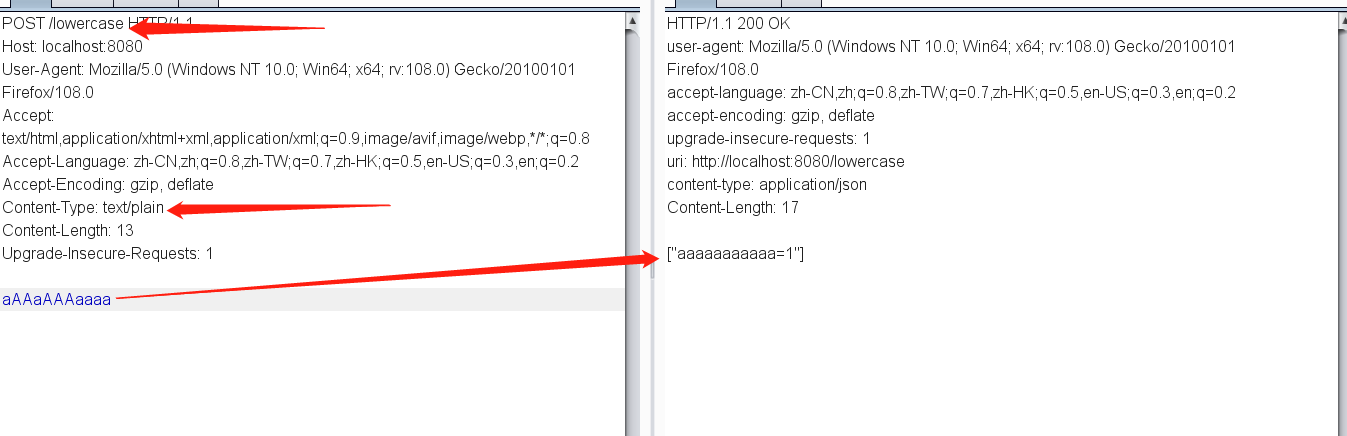 POST /lowercase HTTP/1.1
Host: localhost:8080
User-Agent: Mozilla/5.0 (Windows NT 10.0; Win64; x64; rv:108.0) Gecko/20100101
Firefox/108.0
Accept:
text/html,application/xhtml+xml,application/xml;q=0.9,image/avif,image/webp,*/*;q=0.8
Accept-Language: zh-CN,zh;q=0.8,zh-TW;q=0.7,zh-HK;q=0.5,en-US;q=0.3,en;q=0.2
Accept-Encoding: gzip, deflate
Content-Type: text/plain
Content-Length: 13
Upgrade-Insecure-Requests: 1
aAAaAAAaaaa
HTTP/1.1 200 OK
user-agent: Mozilla/5.0 (Windows NT 10.0; Win64; x64; rv:108.0) Gecko/20100101
Firefox/108.0
accept-language: zh-CN,zh;q=0.8,zh-TW;q=0.7,zh-HK;q=0.5,en-US;q=0.3,en;q=0.2
accept-encoding: gzip, deflate
upgrade-insecure-requests: 1
uri: http://localhost:8080/lowercase
content-type: application/json
Content-Length: 17
["aaaaaaaaaaa=1"]